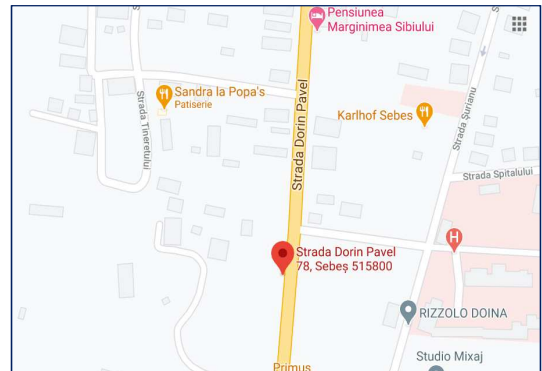 Pensiunea
Marginimea Sibiului
Sandra la Popa's
Patiserie
Strada Tineretului
Strada Dorin Pavel
Karlhof Sebes
Strada Șurianu
Strada Spitalului
H
Strada Dorin Pavel
78, Sebeș 515800
RIZZOLO DOINA
Studio Mixaj
Primus